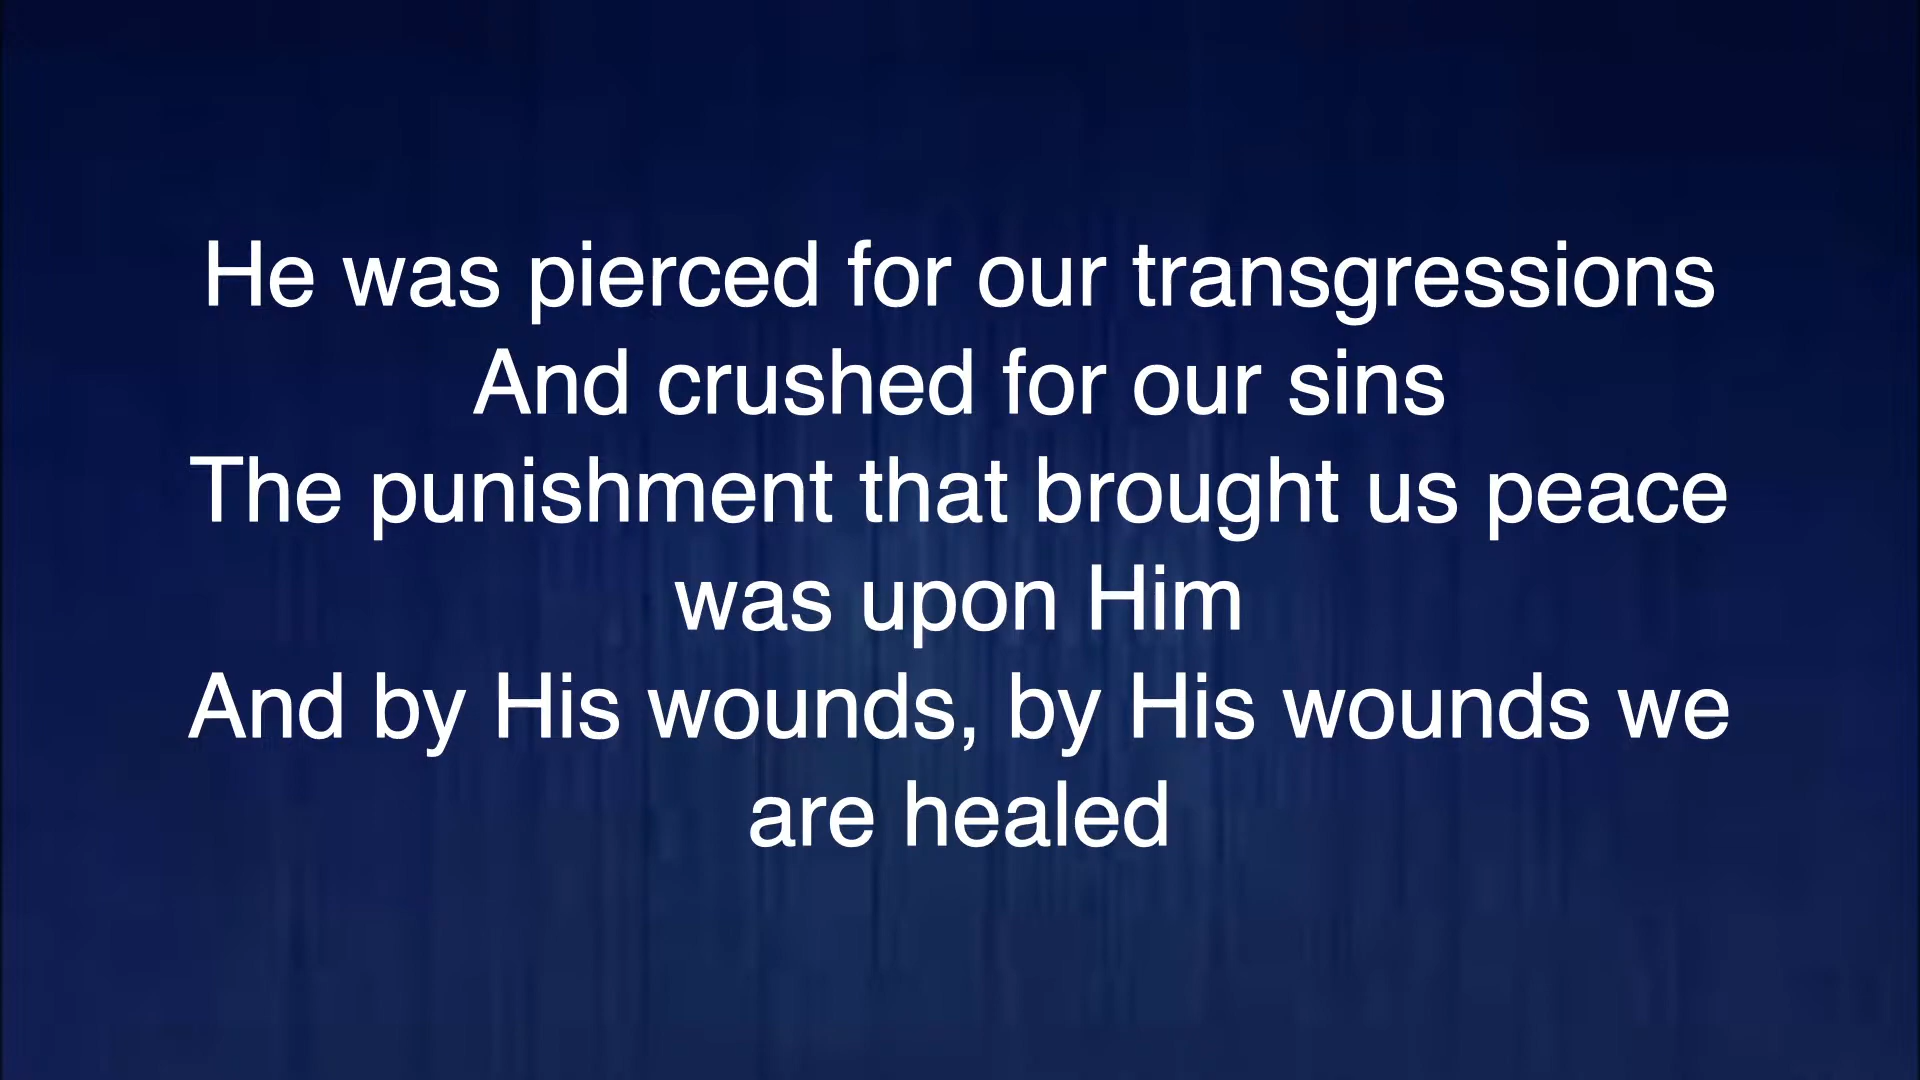 He was pierced for our transgressions
And crushed for our sins
The punishment that brought us peace
was upon Him
And by His wounds, by His wounds we
are healed